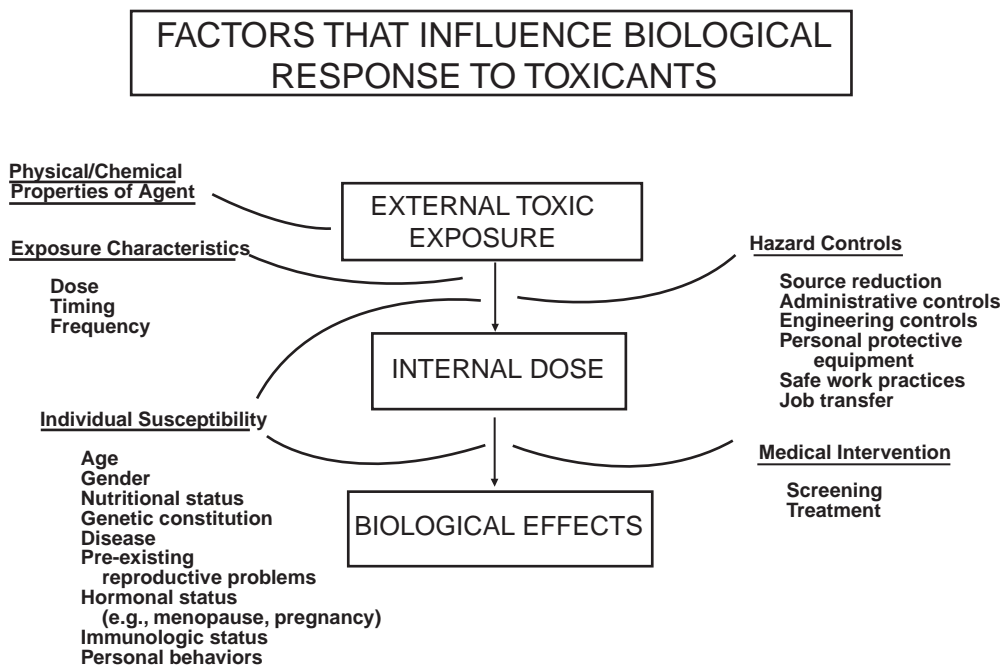 FACTORS THAT INFLUENCE BIOLOGICAL
RESPONSE TO TOXICANTS
Physical/Chemical
Properties of Agent
EXTERNAL TOXIC
EXPOSURE
Exposure Characteristics
Dose
Timing
Frequency
Hazard Controls
Source reduction
Administrative controls
Engineering controls
Personal protective
equipment
Safe work practices
Job transfer
INTERNAL DOSE
Individual Susceptibility
Age
Gender
Nutritional status
Genetic constitution
Disease
Pre-existing
reproductive problems
Hormonal status
(e.g., menopause, pregnancy)
Immunologic status
Personal behaviors
Medical Intervention
Screening
Treatment
BIOLOGICAL EFFECTS